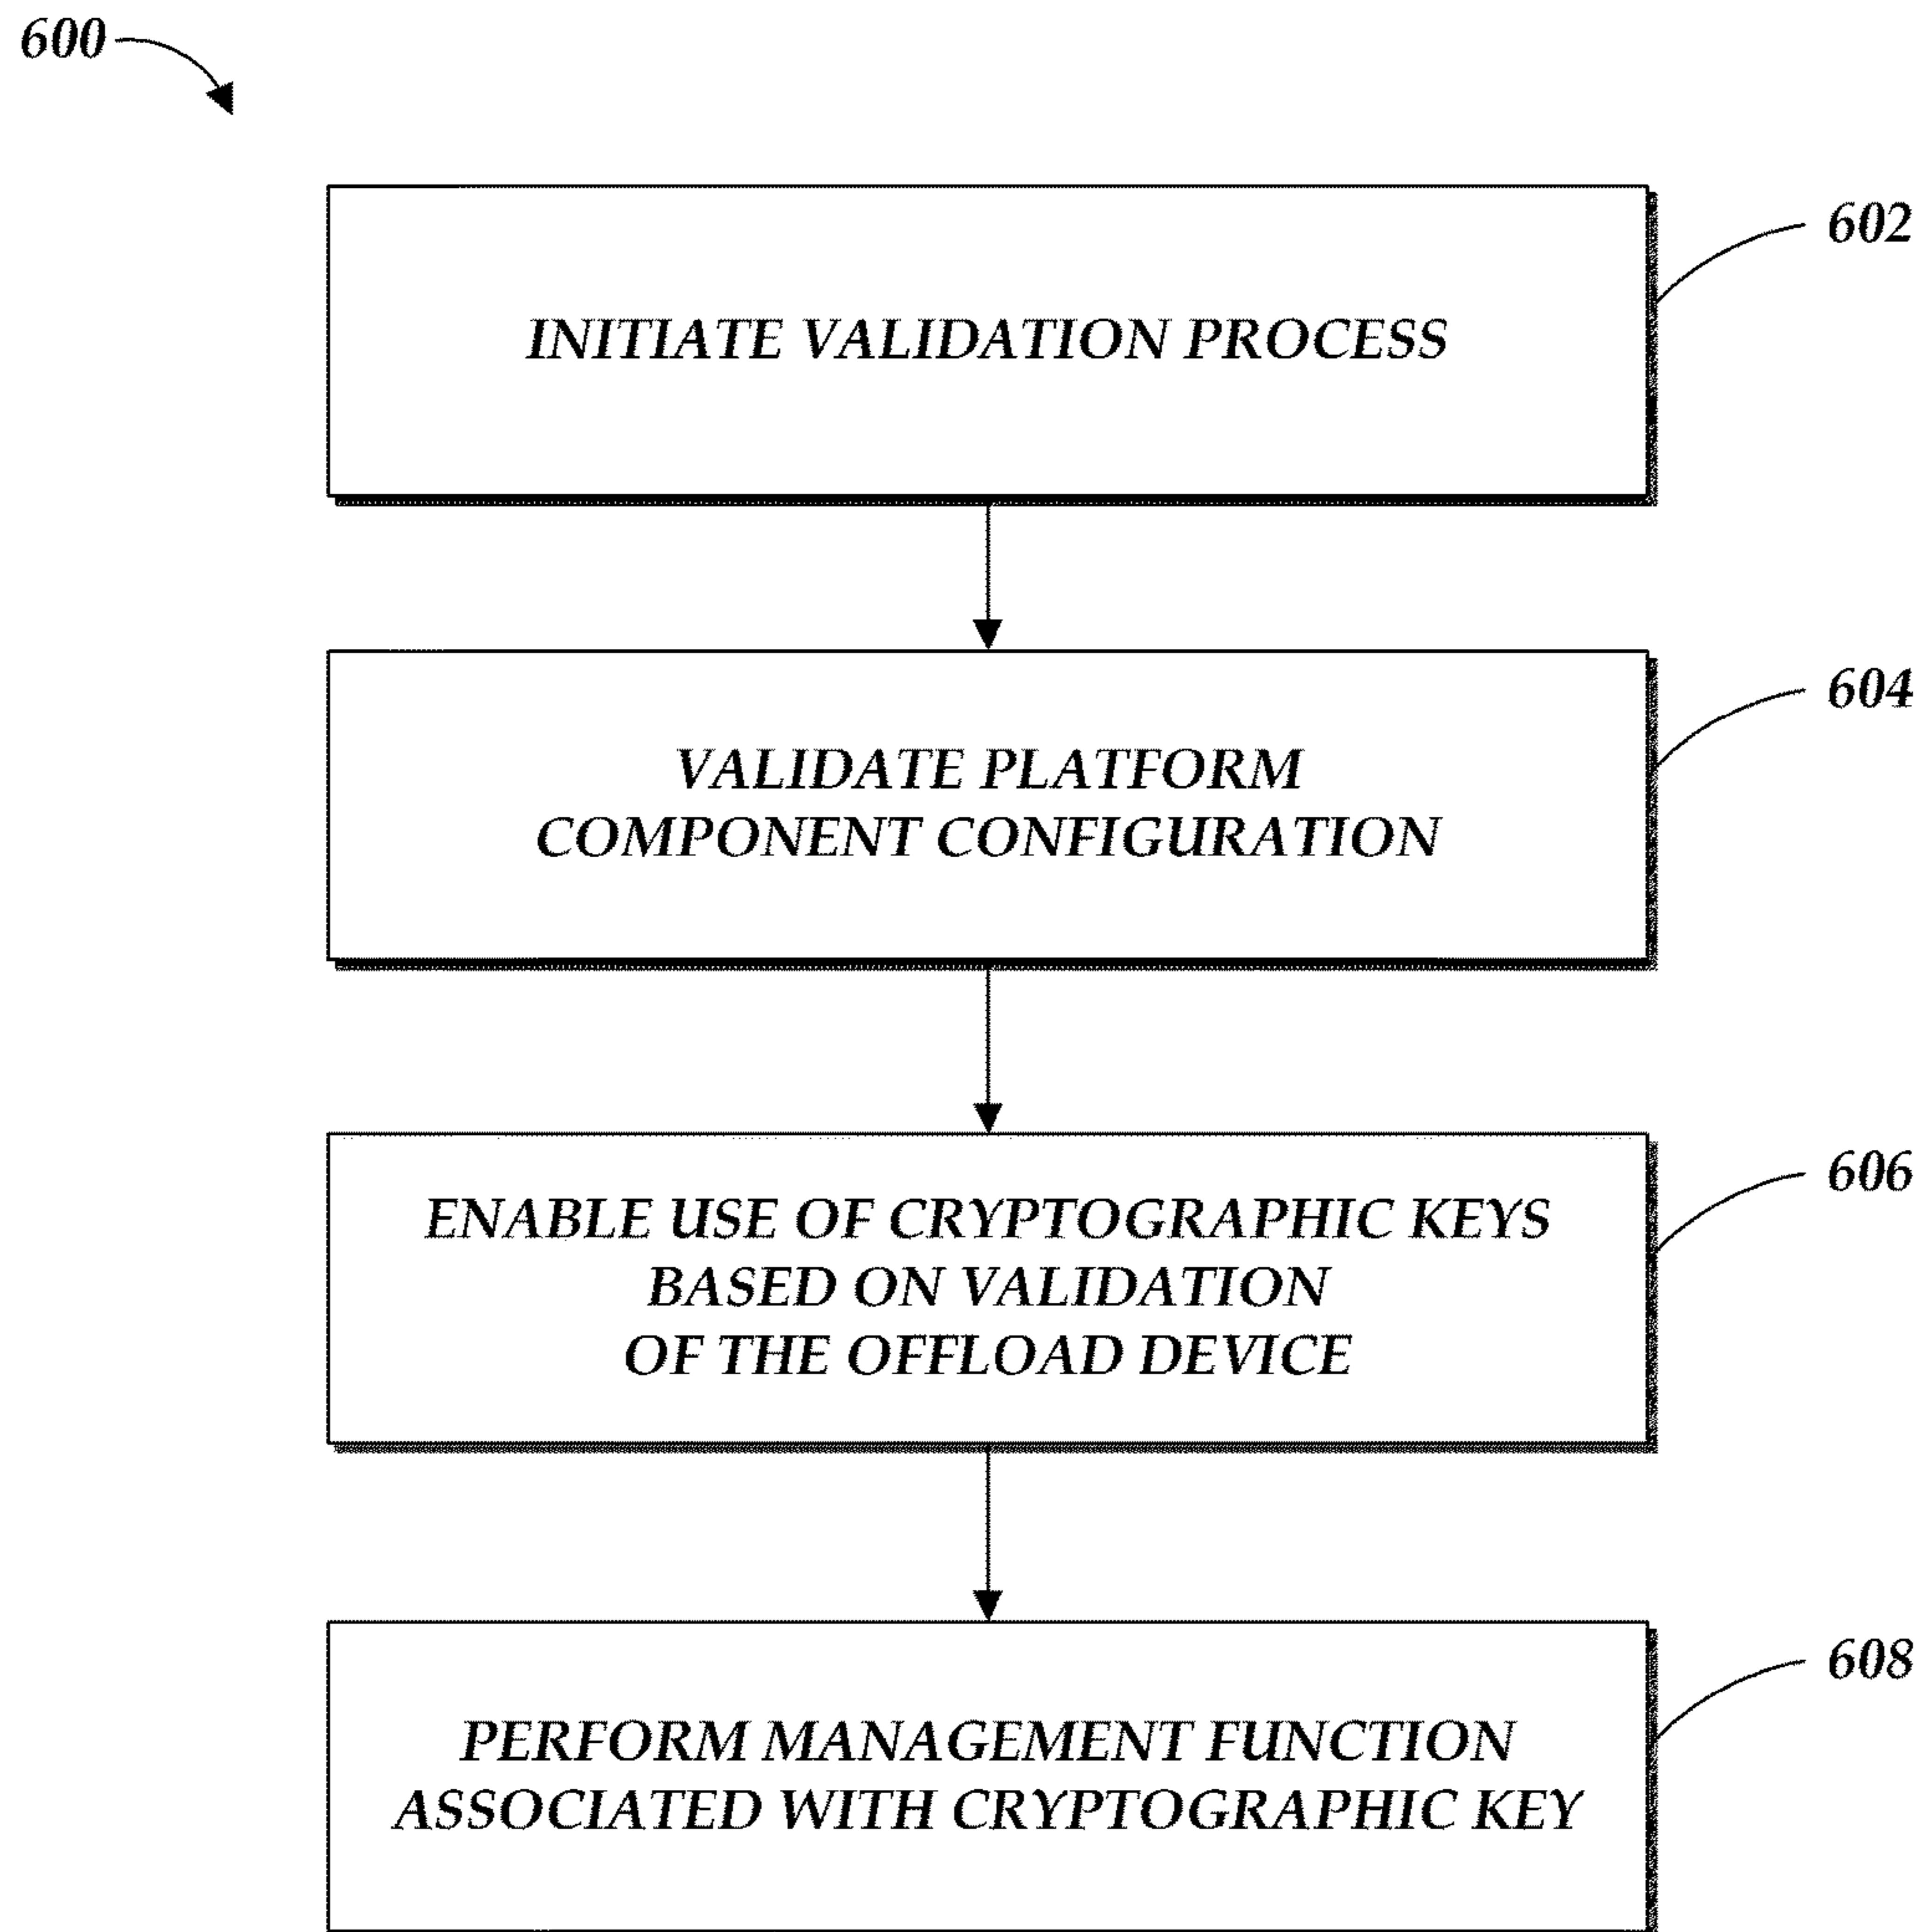 600
602
INITIATE VALIDATION PROCESS
604
VALIDATE PLATFORM
COMPONENT CONFIGURATION
606
ENABLE USE OF CRYPTOGRAPHIC KEYS
BASED ON VALIDATION
OF THE OFFLOAD DEVICE
608
PERFORM MANAGEMENT FUNCTION
ASSOCIATED WITH CRYPTOGRAPHIC KEY